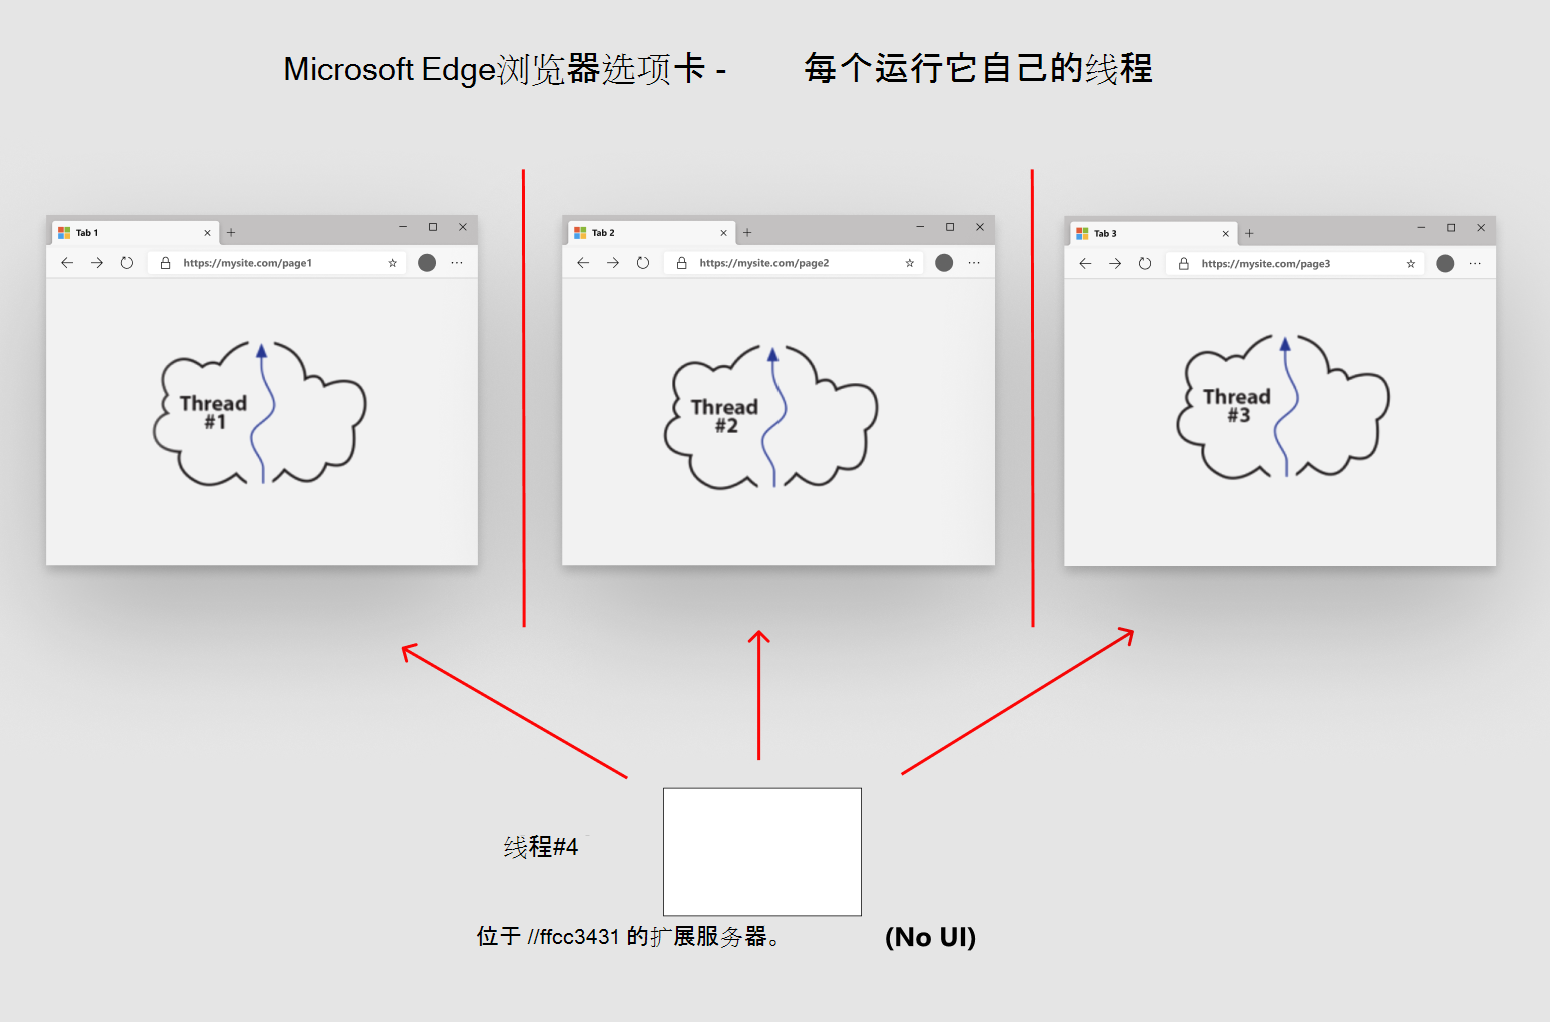 Microsoft Edge浏览器选项卡 - 每个运行它自己的线程
Tab 1
https://mysite.com/page1
Thread
#1
Tab 2
https://mysite.com/page2
Thread
#2
Tab 3
https://mysite.com/page3
Thread
#3
线程#4
位于 //ffcc3431 的扩展服务器。
(No UI)